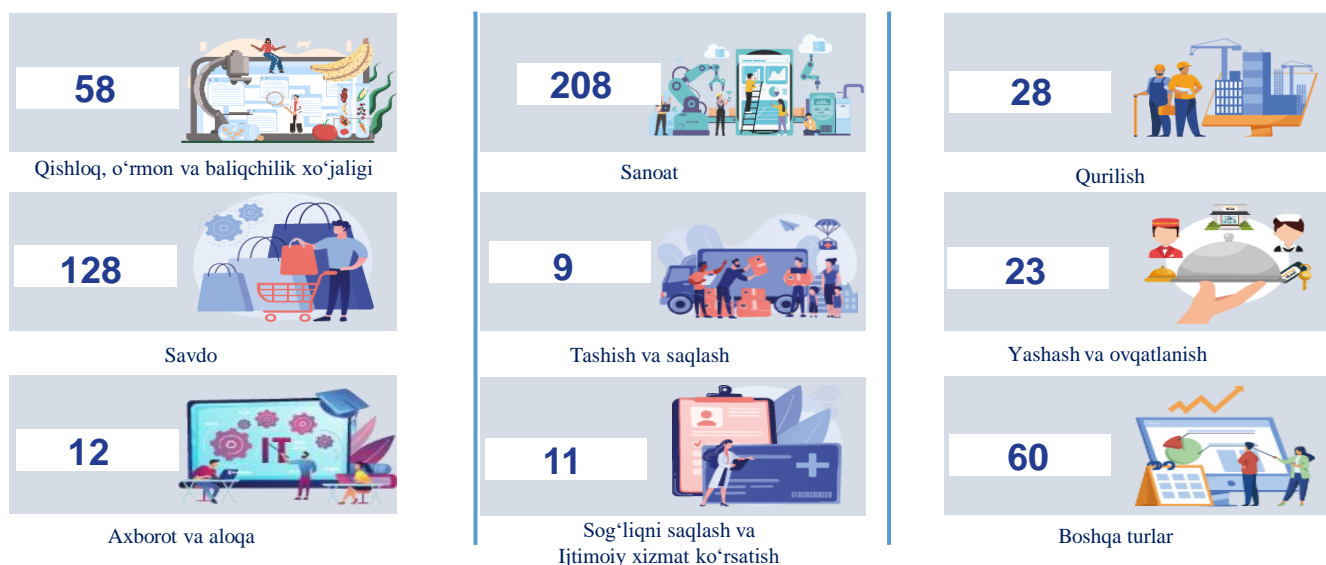 58
Qishloq, o‘rmon va baliqchilik xo‘jaligi
208
Sanoat
28
Qurilish
128
Savdo
9
Tashish va saqlash
23
Yashash va ovqatlanish
12
IT
Axborot va aloqa
11
Sog‘liqni saqlash va
Ijtimoiy xizmat ko‘rsatish
60
Boshqa turlar